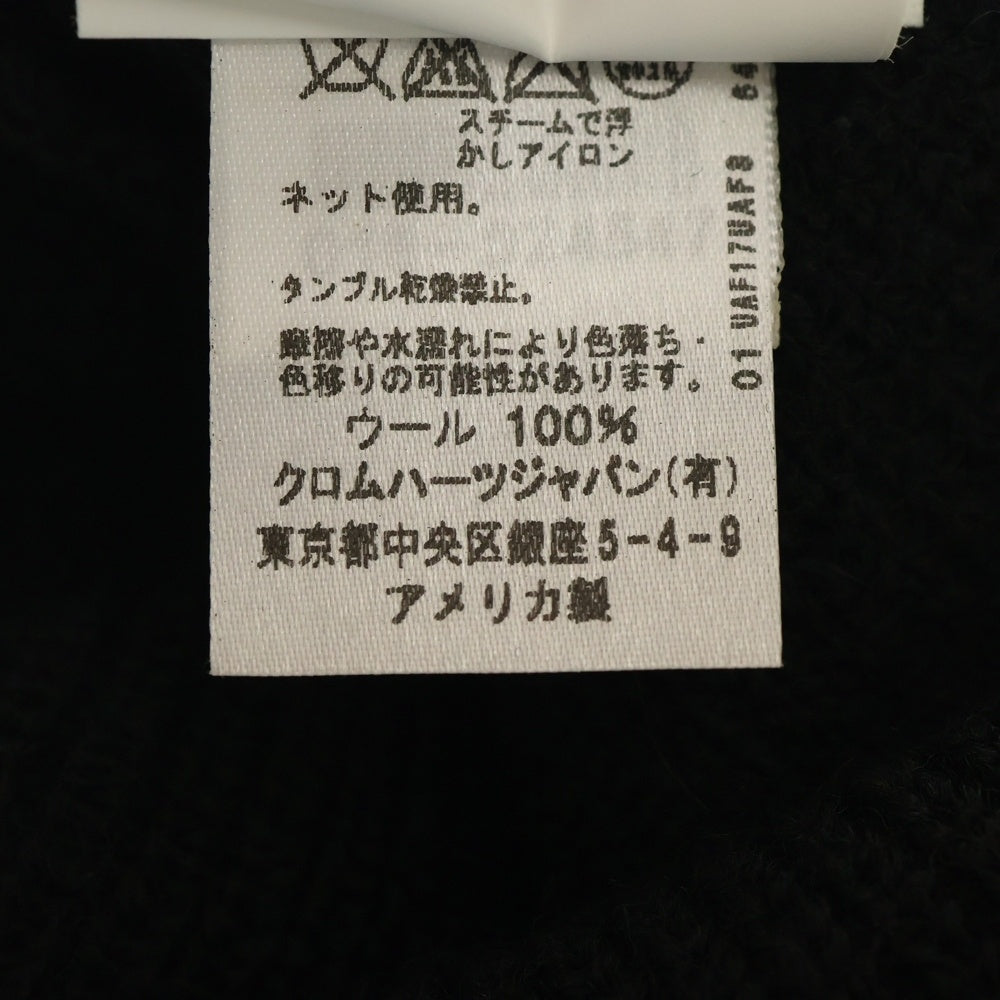 スチームで浮
かしアイロン
ネット使用。
タンブル乾燥禁止。
摩擦や水濡れにより色落ち・
色移りの可能性があります。
ウール 100%
クロムハーツジャパン(有)
東京都中央区銀座5-4-9
アメリカ製
01 UAF17UAF8